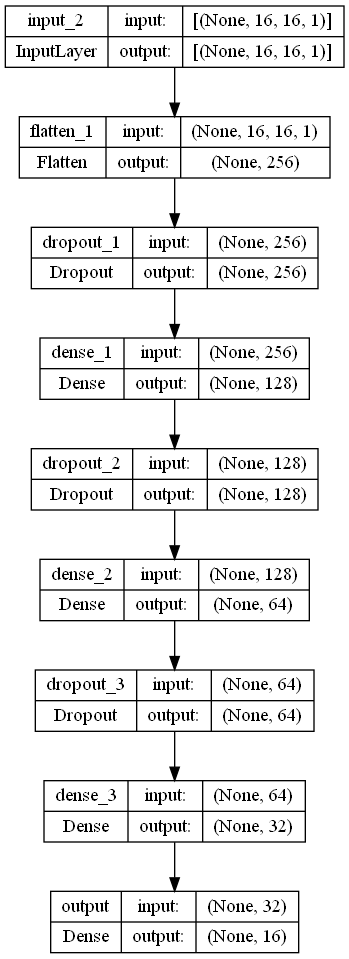 input_2 input: [(None, 16, 16, 1)]
InputLayer output: [(None, 16, 16, 1)]
flatten_1 input: (None, 16, 16, 1)
Flatten output: (None, 256)
dropout_1 input: (None, 256)
Dropout output: (None, 256)
dense_1 input: (None, 256)
Dense output: (None, 128)
dropout_2 input: (None, 128)
Dropout output: (None, 128)
dense_2 input: (None, 128)
Dense output: (None, 64)
dropout_3 input: (None, 64)
Dropout output: (None, 64)
dense_3 input: (None, 64)
Dense output: (None, 32)
output input: (None, 32)
Dense output: (None, 16)